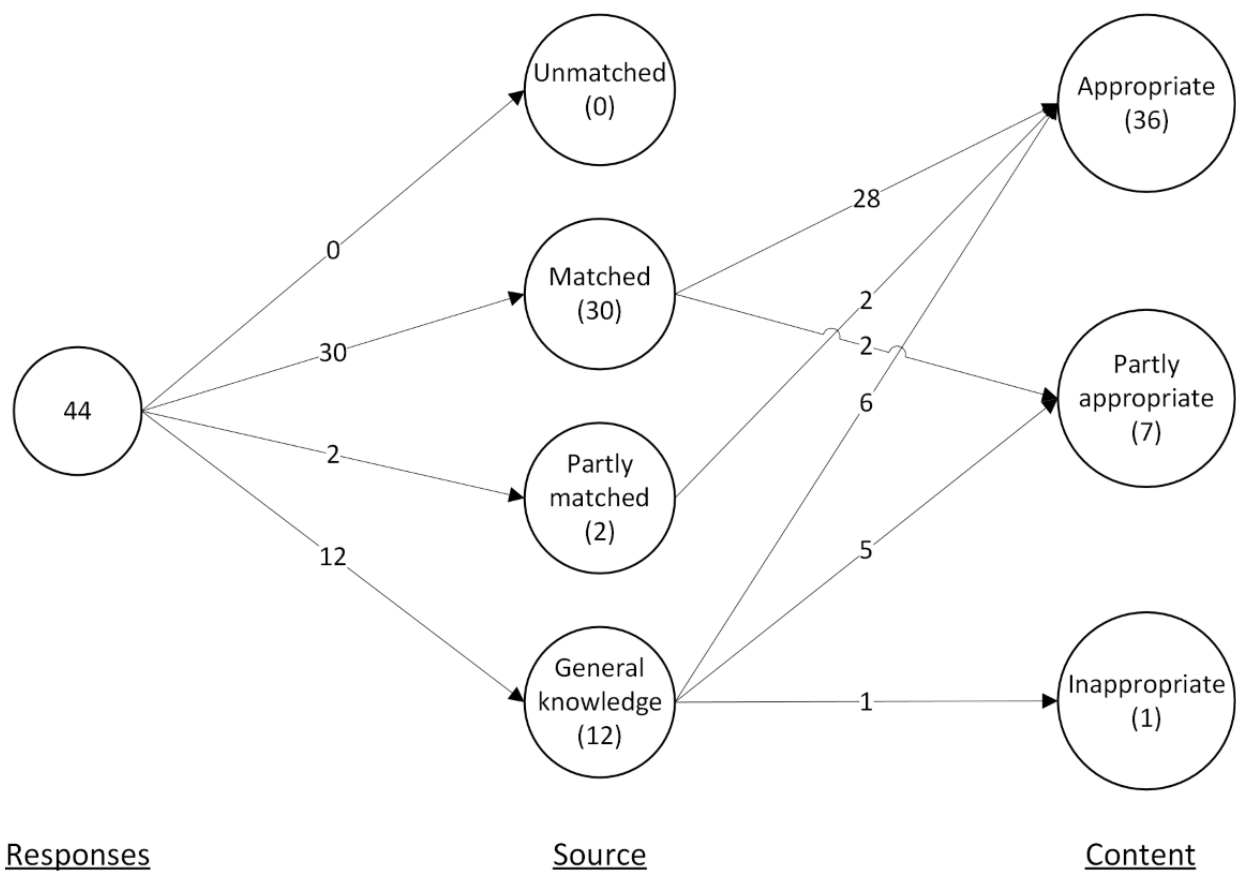 44
0
30
2
12
Unmatched
(0)
Matched
(30)
Partly
matched
(2)
General
knowledge
(12)
28
2
2
6
5
1
Appropriate
(36)
Partly
appropriate
(7)
Inappropriate
(1)
Responses
Source
Content